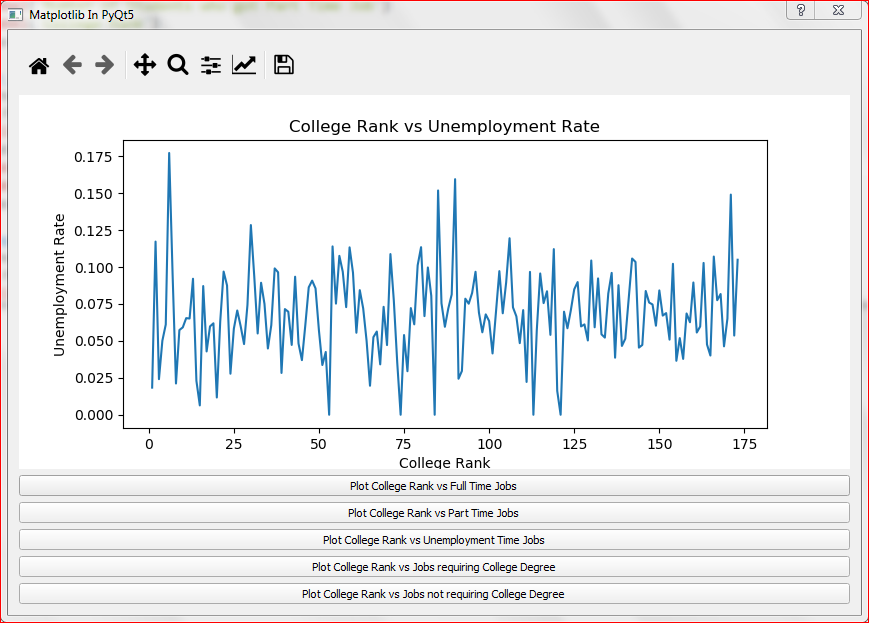 Matplotlib In PyQt5
College Rank vs Unemployment Rate
Unemployment Rate
0.175
0.150
0.125
0.100
0.075
0.050
0.025
0.000
0 25 50 75 100 125 150 175
College Rank
Plot College Rank vs Full Time Jobs
Plot College Rank vs Part Time Jobs
Plot College Rank vs Unemployment Time Jobs
Plot College Rank vs Jobs requiring College Degree
Plot College Rank vs Jobs not requiring College Degree